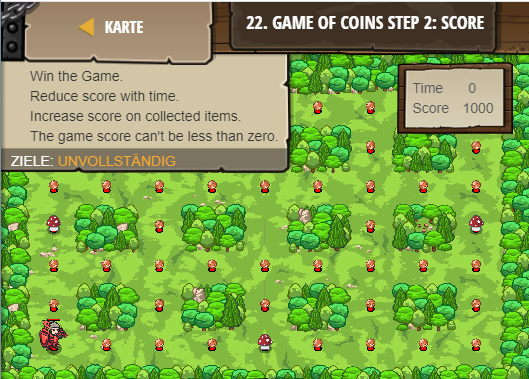 KARTE
22. GAME OF COINS STEP 2: SCORE
Win the Game.
Reduce score with time.
Increase score on collected items.
The game score can't be less than zero.
ZIELE: UNVOLLSTÄNDIG
Time 0
Score 1000